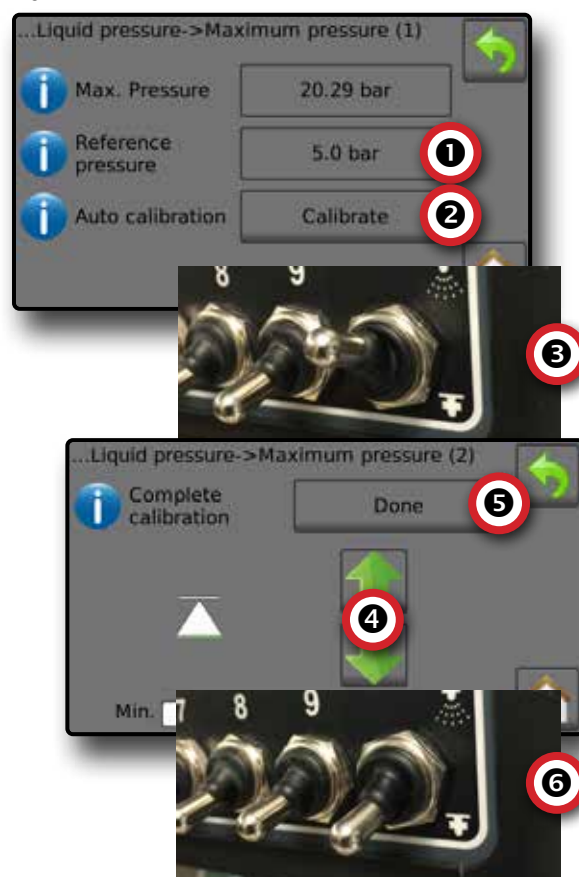 ...Liquid pressure->Maximum pressure (1)
Max. Pressure 20.29 bar
Reference pressure 5.0 bar 1
Auto calibration Calibrate 2
8 9
3
...Liquid pressure->Maximum pressure (2)
Complete calibration Done 5
4
Min.
7 8 9
6